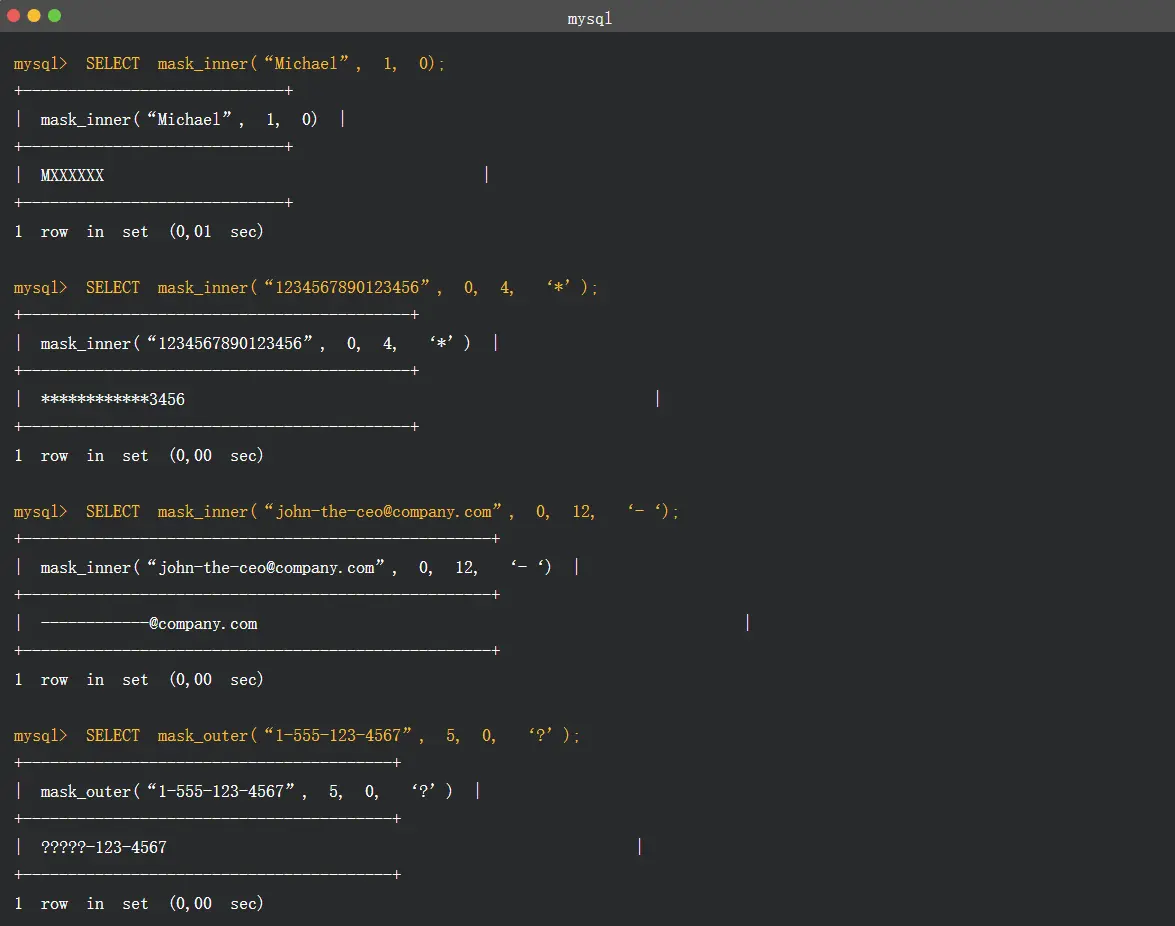 mysql
mysql> SELECT mask_inner(“Michael”, 1, 0);
+-----------------------------+
| mask_inner(“Michael”, 1, 0) |
+-----------------------------+
| MXXXXXX |
+-----------------------------+
1 row in set (0,01 sec)
mysql> SELECT mask_inner(“1234567890123456”, 0, 4, ‘*’);
+-------------------------------------------+
| mask_inner(“1234567890123456”, 0, 4, ‘*’) |
+-------------------------------------------+
| ************3456 |
+-------------------------------------------+
1 row in set (0,00 sec)
mysql> SELECT mask_inner(“john-the-ceo@company.com”, 0, 12, ‘- ‘);
+----------------------------------------------------+
| mask_inner(“john-the-ceo@company.com”, 0, 12, ‘- ‘) |
+----------------------------------------------------+
| ------------@company.com |
+----------------------------------------------------+
1 row in set (0,00 sec)
mysql> SELECT mask_outer(“1-555-123-4567”, 5, 0, ‘?’);
+-----------------------------------------+
| mask_outer(“1-555-123-4567”, 5, 0, ‘?’) |
+-----------------------------------------+
| ?????-123-4567 |
+-----------------------------------------+
1 row in set (0,00 sec)